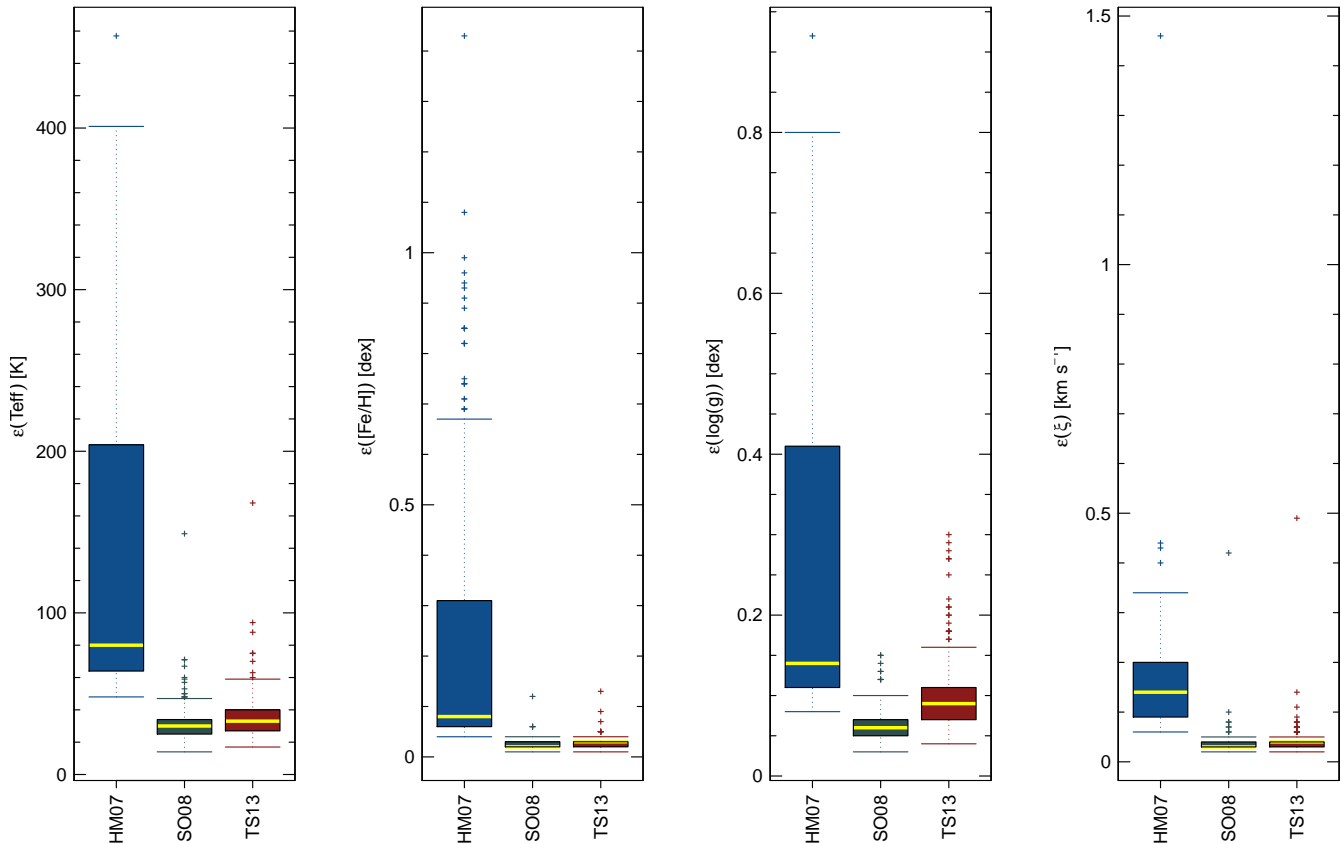 ε(Teff) [K]
400
300
200
100
0
HM07
SO08
TS13
ε([Fe/H]) [dex]
1
0.5
0
HM07
SO08
TS13
ε(log(g)) [dex]
0.8
0.6
0.4
0.2
0
HM07
SO08
TS13
ε(ξ) [km s⁻¹]
1.5
1
0.5
0
HM07
SO08
TS13